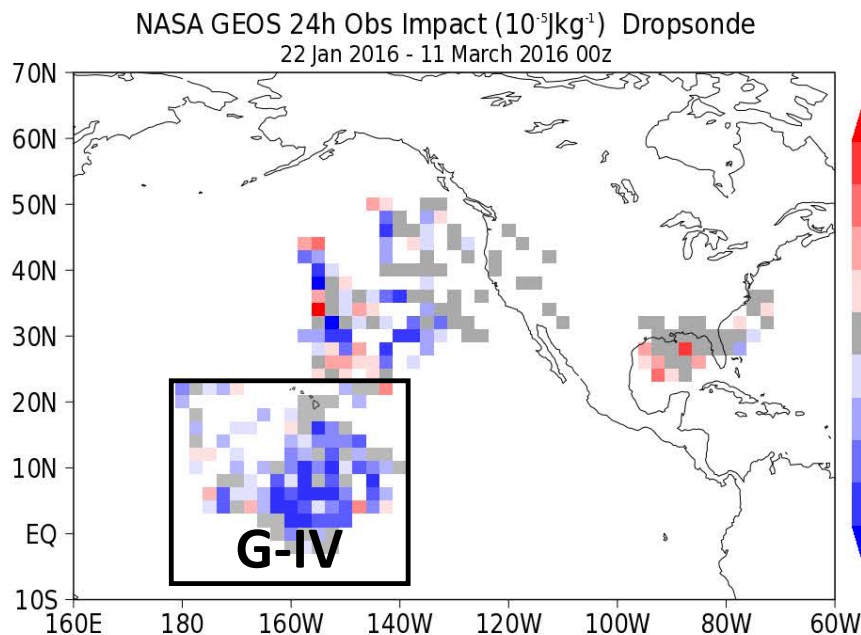 NASA GEOS 24h Obs Impact (10⁻⁵Jkg⁻¹) Dropsonde
22 Jan 2016 - 11 March 2016 00z
70N
60N
50N
40N
30N
20N
10N
EQ
10S
G-IV
160E 180 160W 140W 120W 100W 80W 60W